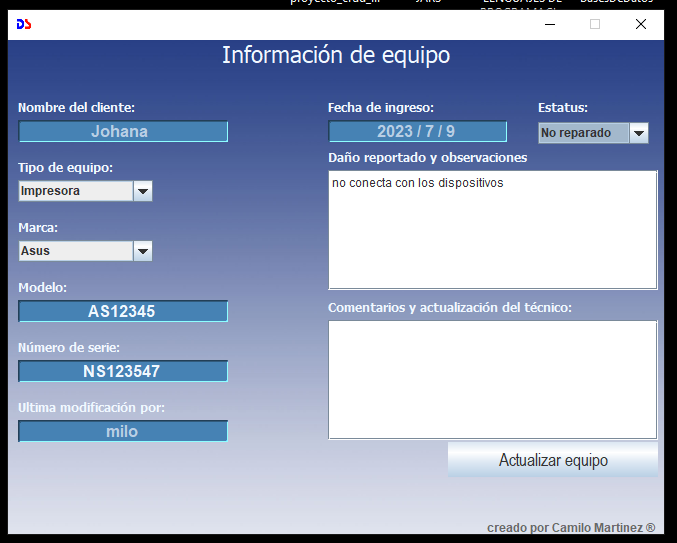 DS
Información de equipo
Nombre del cliente:
Johana
Tipo de equipo:
Impresora
Marca:
Asus
Modelo:
AS12345
Número de serie:
NS123547
Ultima modificación por:
milo
Fecha de ingreso:
2023 / 7 / 9
Estatus:
No reparado
Daño reportado y observaciones
no conecta con los dispositivos
Comentarios y actualización del técnico:
Actualizar equipo
creado por Camilo Martinez ®